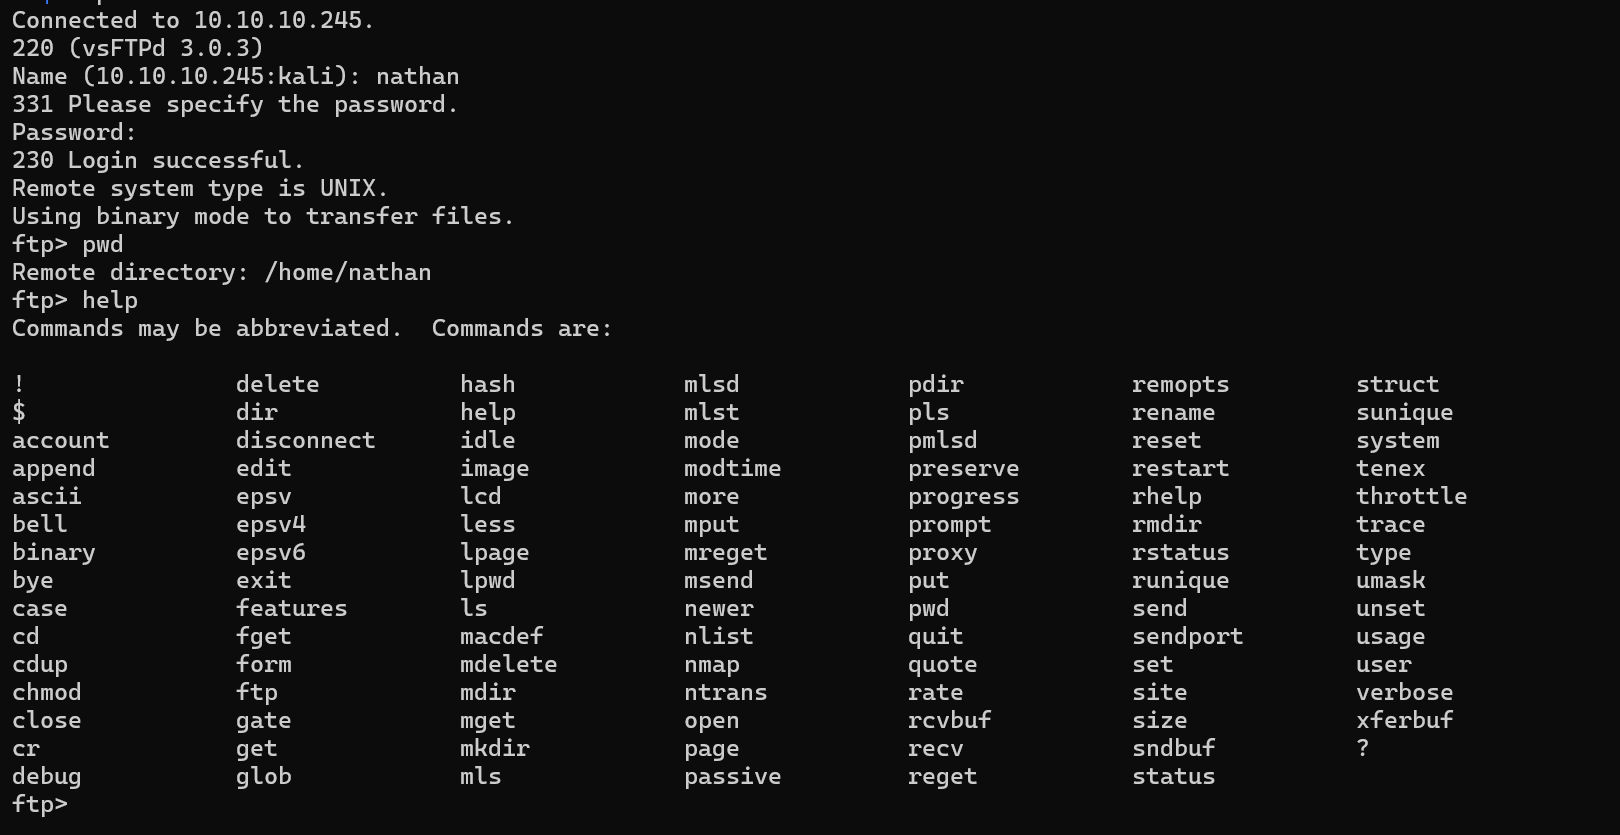 Connected to 10.10.10.245.
220 (vsFTPd 3.0.3)
Name (10.10.10.245:kali): nathan
331 Please specify the password.
Password:
230 Login successful.
Remote system type is UNIX.
Using binary mode to transfer files.
ftp> pwd
Remote directory: /home/nathan
ftp> help
Commands may be abbreviated.  Commands are:

!               delete          hash            mlsd            pdir            remopts         struct
$               dir             help            mlst            pls             rename          sunique
account         disconnect      idle            mode            pmlsd           reset           system
append          edit            image           modtime         preserve        restart         tenex
ascii           epsv            lcd             more            progress        rhelp           throttle
bell            epsv4           less            mput            prompt          rmdir           trace
binary          epsv6           lpage           mreget          proxy           rstatus         type
bye             exit            lpwd            msend           put             runique         umask
case            features        ls              newer           pwd             send            unset
cd              fget            macdef          nlist           quit            sendport        usage
cdup            form            mdelete         nmap            quote           set             user
chmod           ftp             mdir            ntrans          rate            site            verbose
close           gate            mget            open            rcvbuf          size            xferbuf
cr              get             mkdir           page            recv            sndbuf          ?
debug           glob            mls             passive         reget           status
ftp>